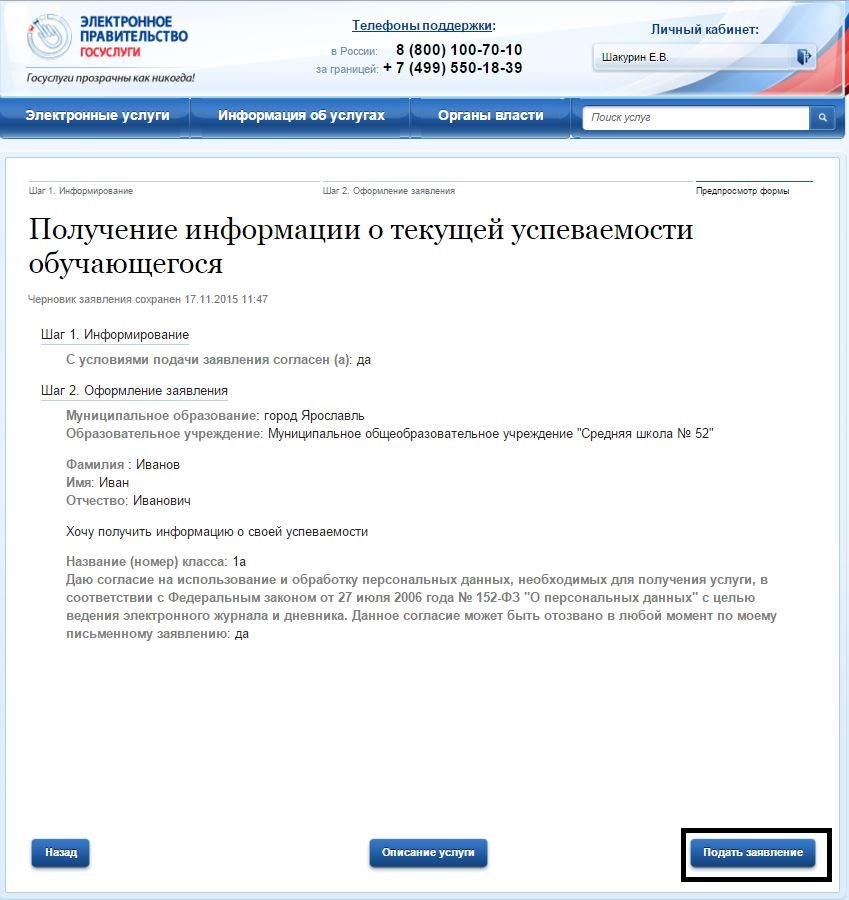 ЭЛЕКТРОННОЕ
ПРАВИТЕЛЬСТВО
ГОСУСЛУГИ
Госуслуги прозрачны как никогда!
Телефоны поддержки:
в России: 8 (800) 100-70-10
за границей: + 7 (499) 550-18-39
Личный кабинет:
Шакурин Е.В.
Электронные услуги
Информация об услугах
Органы власти
Поиск услуг
Шаг 1. Информирование
Шаг 2. Оформление заявления
Предпросмотр формы
Получение информации о текущей успеваемости
обучающегося
Черновик заявления сохранен 17.11.2015 11:47
Шаг 1. Информирование
С условиями подачи заявления согласен (а): да
Шаг 2. Оформление заявления
Муниципальное образование: город Ярославль
Образовательное учреждение: Муниципальное общеобразовательное учреждение "Средняя школа № 52"
Фамилия : Иванов
Имя: Иван
Отчество: Иванович
Хочу получить информацию о своей успеваемости
Название (номер) класса: 1а
Даю согласие на использование и обработку персональных данных, необходимых для получения услуги, в
соответствии с Федеральным законом от 27 июля 2006 года № 152-ФЗ "О персональных данных" с целью
ведения электронного журнала и дневника. Данное согласие может быть отозвано в любой момент по моему
письменному заявлению: да
Назад
Описание услуги
Подать заявление